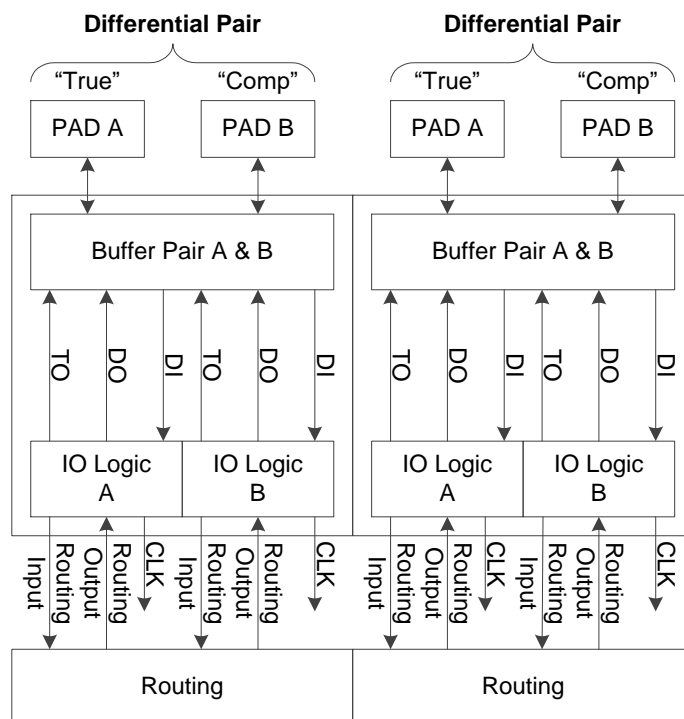 Differential Pair Differential Pair
“True” “Comp” “True” “Comp”
PAD A PAD B PAD A PAD B
Buffer Pair A & B Buffer Pair A & B
TO DO DI TO DO DI TO DO DI TO DO DI
IO Logic A IO Logic B IO Logic A IO Logic B
Routing Input Routing Output CLK Routing Input Routing Output CLK Routing Input Routing Output CLK Routing Input Routing Output CLK
Routing Routing